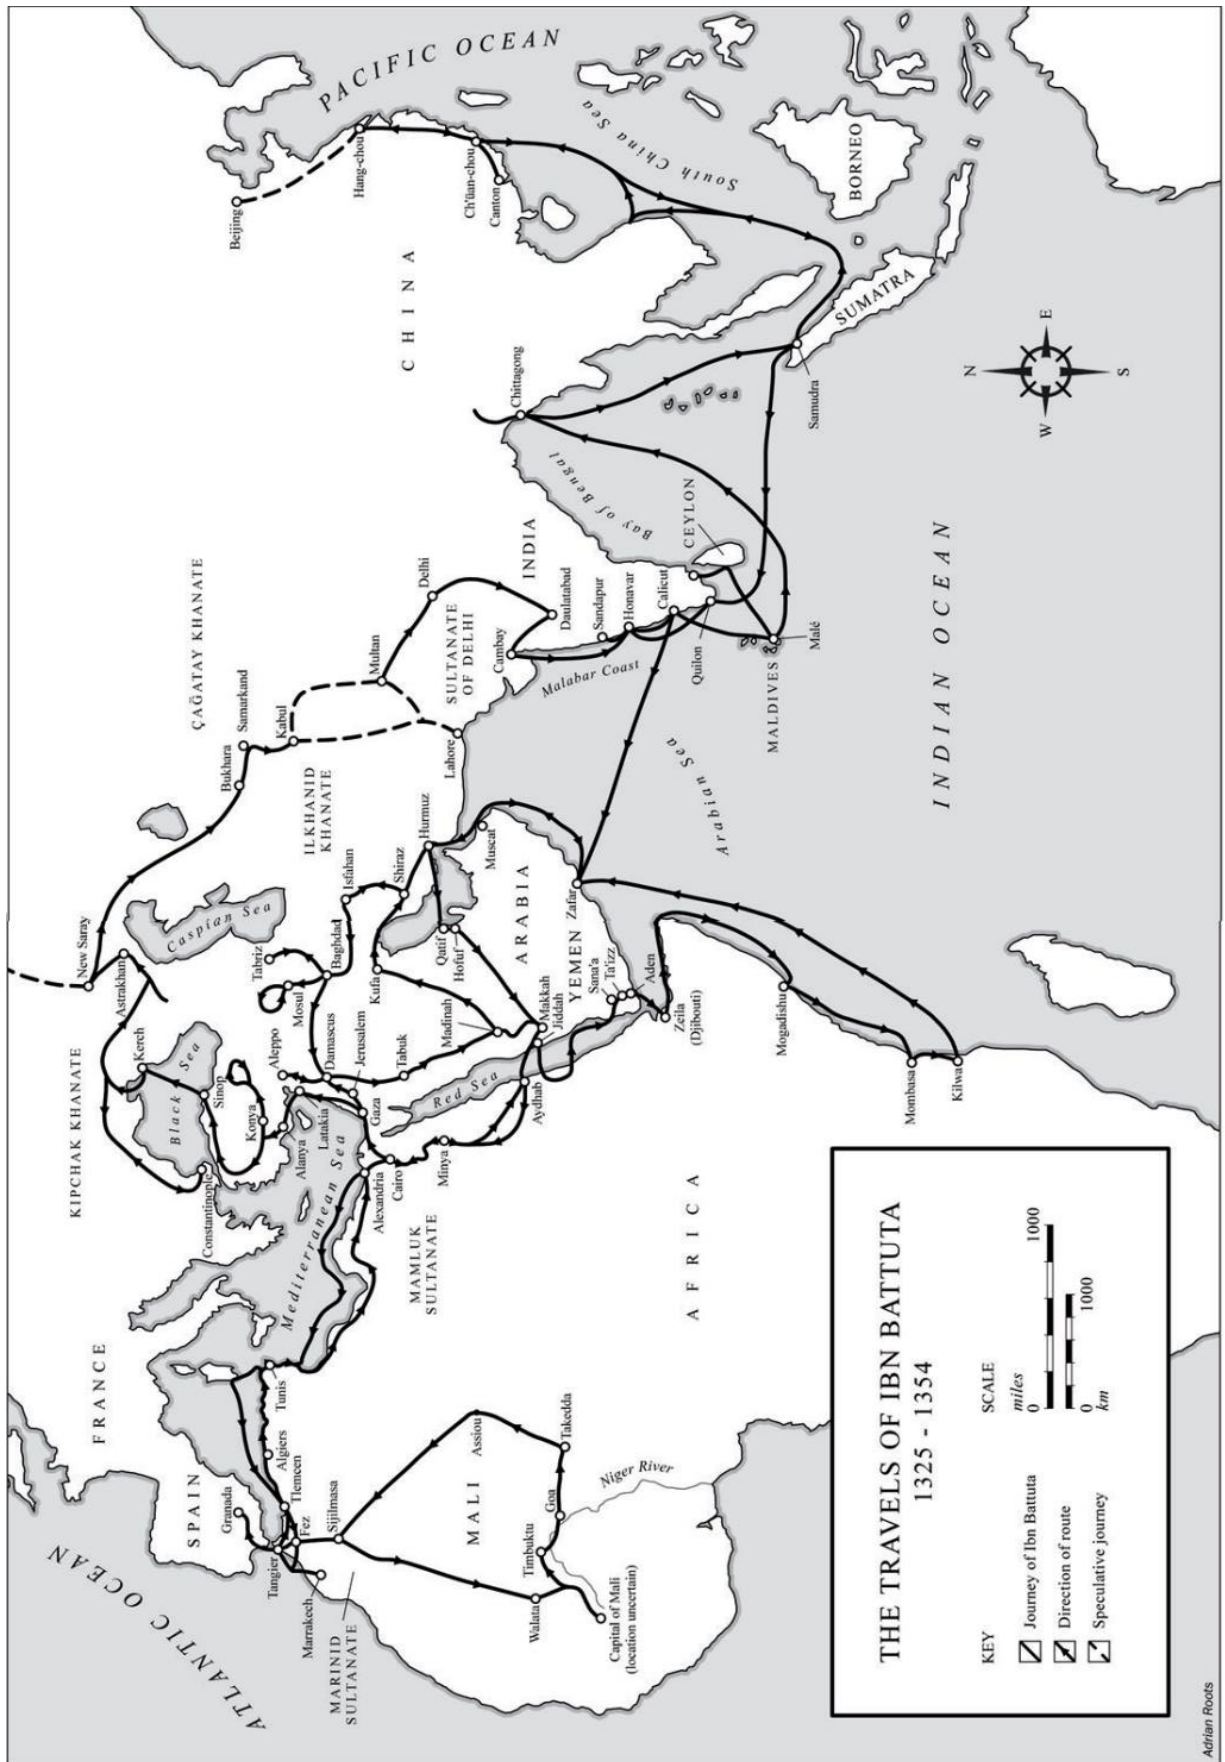 THE TRAVELS OF IBN BATTUTA
1325 - 1354
KEY
Journey of Ibn Battuta
Direction of route
Speculative journey
SCALE
miles
0
1000
0
1000
km
N
E
S
W
ATLANTIC OCEAN
PACIFIC OCEAN
INDIAN OCEAN
FRANCE
SPAIN
Granada
Tangier
Marrakech
Fez
Tlemcen
Algiers
Tunis
Sijilmasa
MARINID
SULTANATE
MALI
Assiou
Takedda
Goa
Timbuktu
Walata
Capital of Mali
(location uncertain)
Niger River
AFRICA
Mediterranean Sea
MAMLUK
SULTANATE
Alexandria
Cairo
Minya
Gaza
Jerusalem
Latakia
Alanya
Aleppo
Damascus
Tabuk
Madinah
Makkah
Jiddah
Aydhab
Red Sea
KIPCHAK KHANATE
Constantinople
Black Sea
Kerch
Sinop
Konya
Astrakhan
New Saray
Caspian Sea
Tabriz
Mosul
Baghdad
Kufa
Isfahan
Shiraz
Hurmuz
Qatif
Hofuf
Muscat
ARABIA
YEMEN
Zafar
Sana'a
Ta'izz
Aden
Zeila
(Djibouti)
Mogadishu
Mombasa
Kilwa
ILKHANID
KHANATE
ÇAĞATAY KHANATE
Bukhara
Samarkand
Kabul
Multan
Lahore
SULTANATE
OF DELHI
Delhi
INDIA
Daulatabad
Cambay
Sandapur
Honavar
Calicut
Quilon
Malabar Coast
Arabian Sea
MALDIVES
Malé
CEYLON
Bay of Bengal
Chittagong
CHINA
Beijing
Hang-chou
Ch'üan-chou
Canton
South China Sea
BORNEO
SUMATRA
Samudra
Adrian Roots